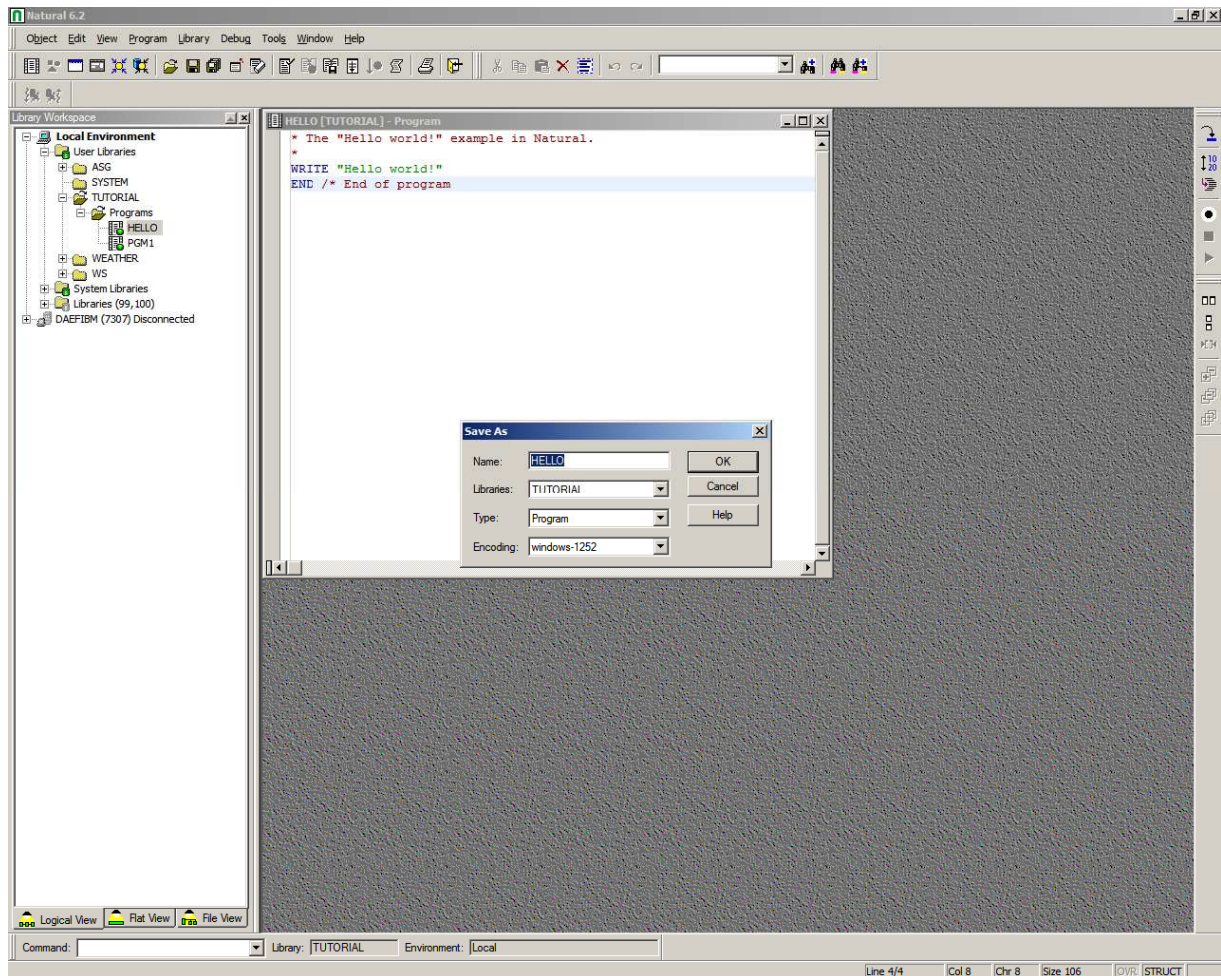 Natural 6.2
Object Edit View Program Library Debug Tools Window Help
Library Workspace
Local Environment
User Libraries
ASG
SYSTEM
TUTORIAL
Programs
HELLO
PGM1
WEATHER
WS
System Libraries
Libraries (99,100)
DAEFIBM (7307) Disconnected
HELLO [TUTORIAL] - Program
* The "Hello world!" example in Natural.
*
WRITE "Hello world!"
END /* End of program
Save As
Name: HELLO OK
Libraries: TUTORIAL Cancel
Type: Program Help
Encoding: windows-1252
10
20
Logical View Flat View File View
Command: Library: TUTORIAL Environment: Local
Line 4/4 Col 8 Chr 8 Size 106 OVR STRUCT